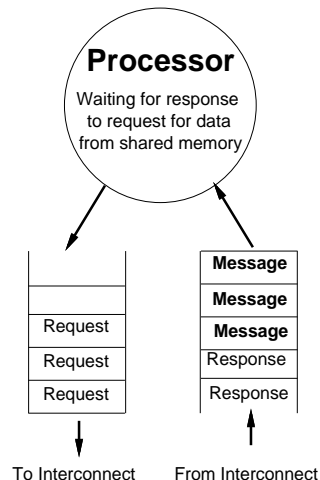 Processor
Waiting for response
to request for data
from shared memory
Request
Request
Request
To Interconnect
Message
Message
Message
Response
Response
From Interconnect